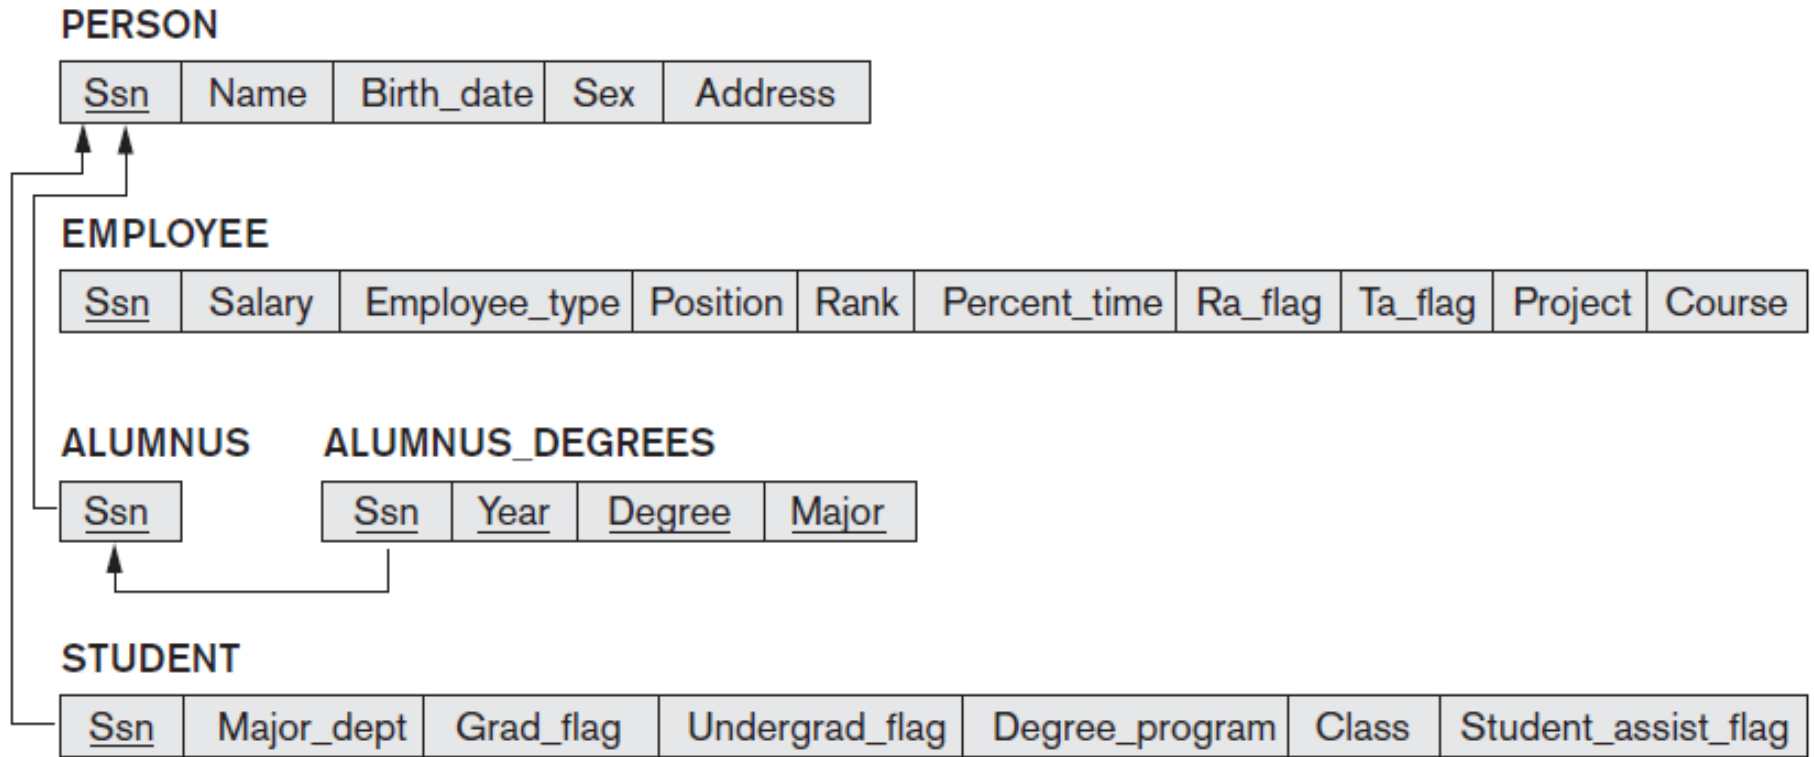 PERSON
Ssn Name Birth_date Sex Address
EMPLOYEE
Ssn Salary Employee_type Position Rank Percent_time Ra_flag Ta_flag Project Course
ALUMNUS ALUMNUS_DEGREES
Ssn Ssn Year Degree Major
STUDENT
Ssn Major_dept Grad_flag Undergrad_flag Degree_program Class Student_assist_flag